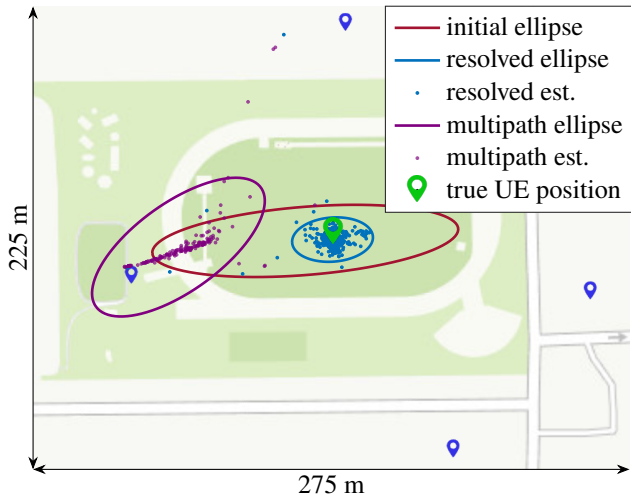 initial ellipse
resolved ellipse
resolved est.
multipath ellipse
multipath est.
true UE position
225 m
275 m